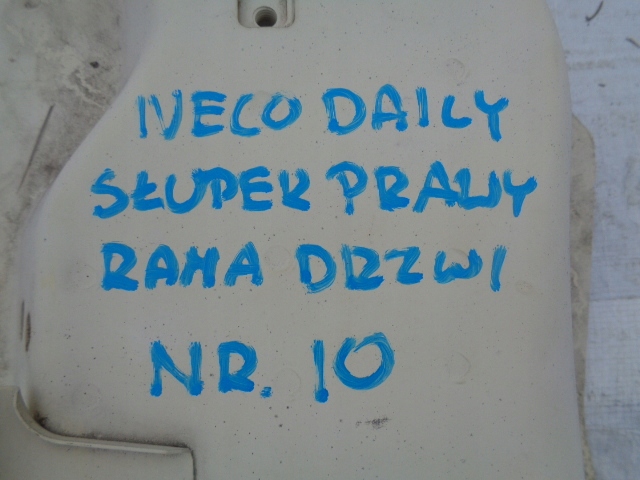 IVECO DAILY
SŁUPEK PRAWY
RAMA DRZWI
NR. 10